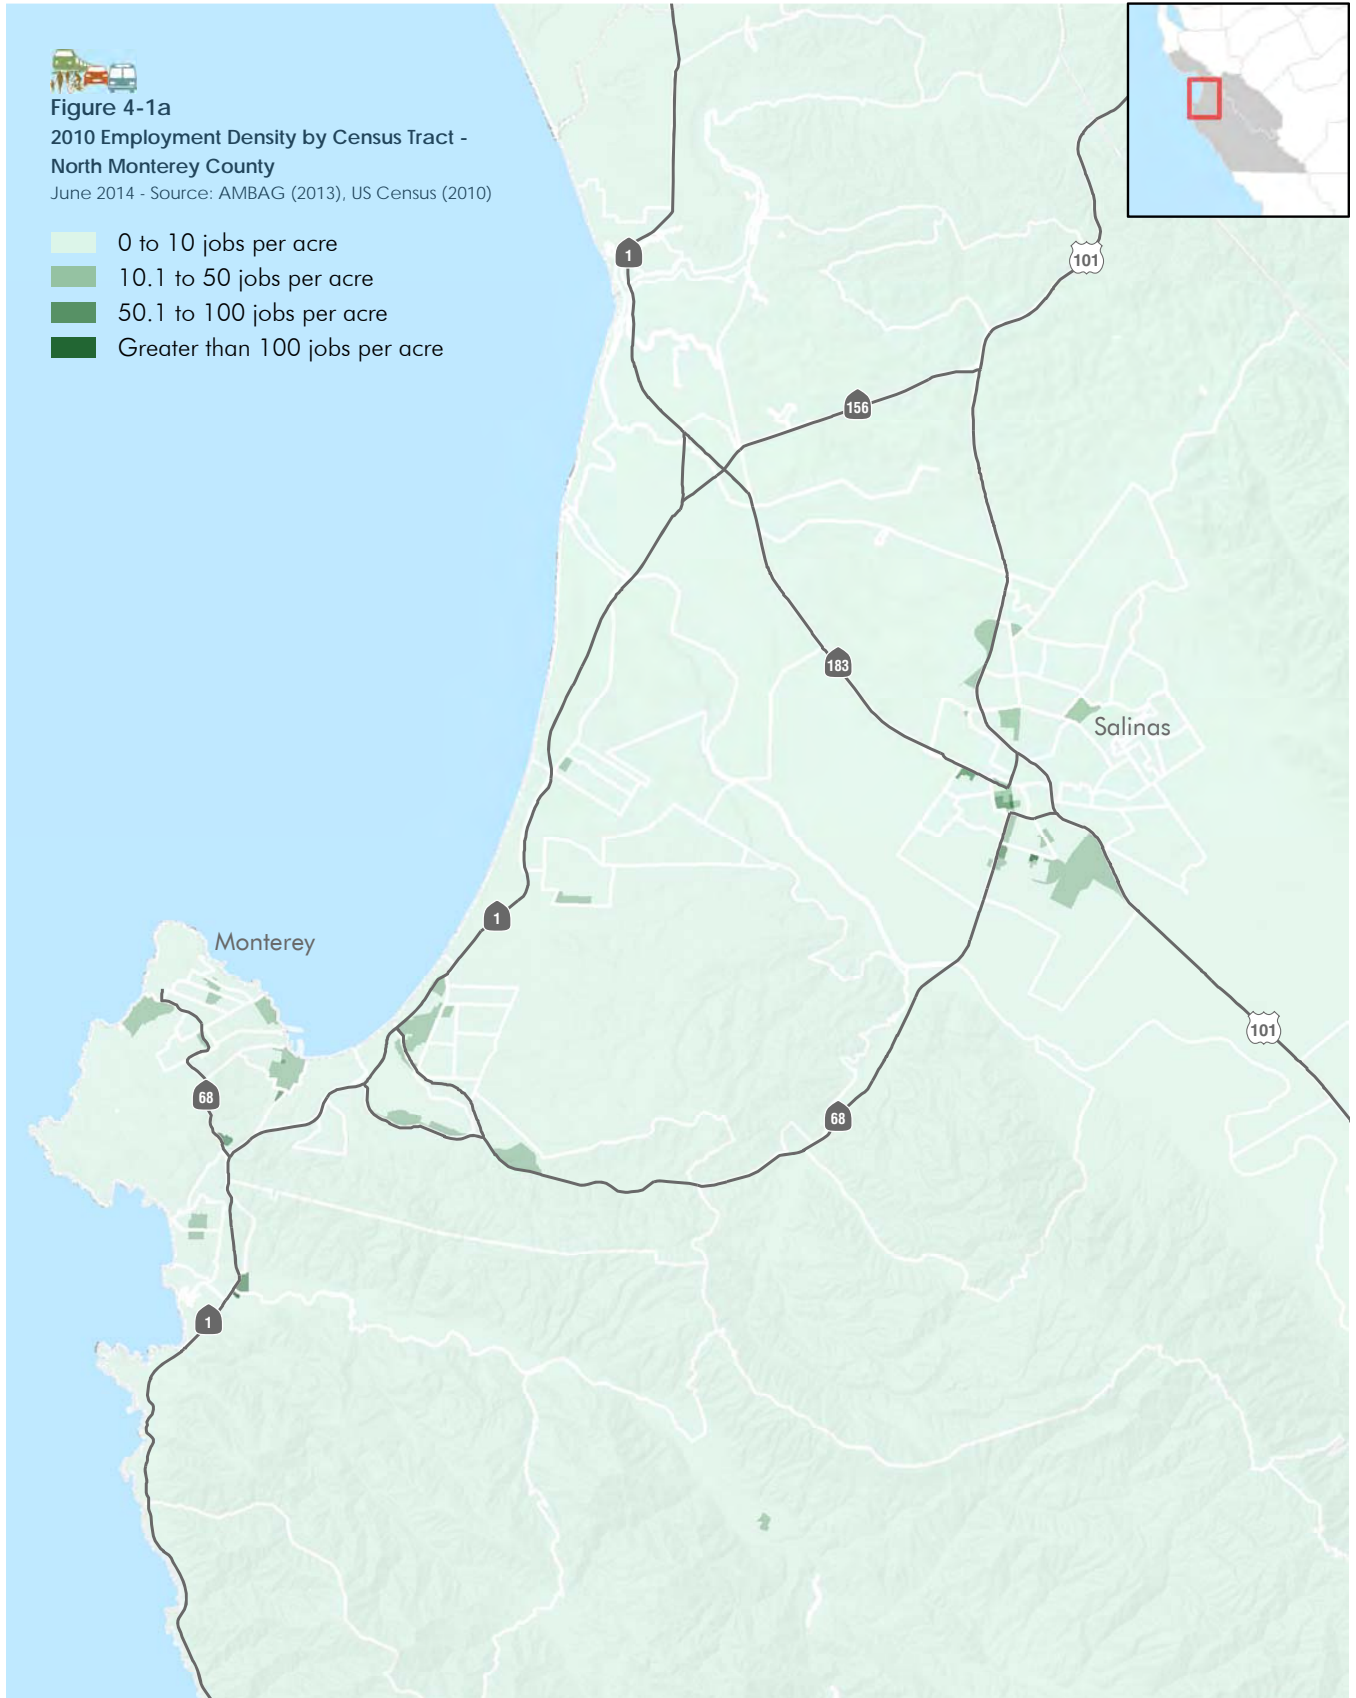 Figure 4-1a
2010 Employment Density by Census Tract -
North Monterey County
June 2014 - Source: AMBAG (2013), US Census (2010)
0 to 10 jobs per acre
10.1 to 50 jobs per acre
50.1 to 100 jobs per acre
Greater than 100 jobs per acre
1
101
156
183
Salinas
1
Monterey
101
68
68
1